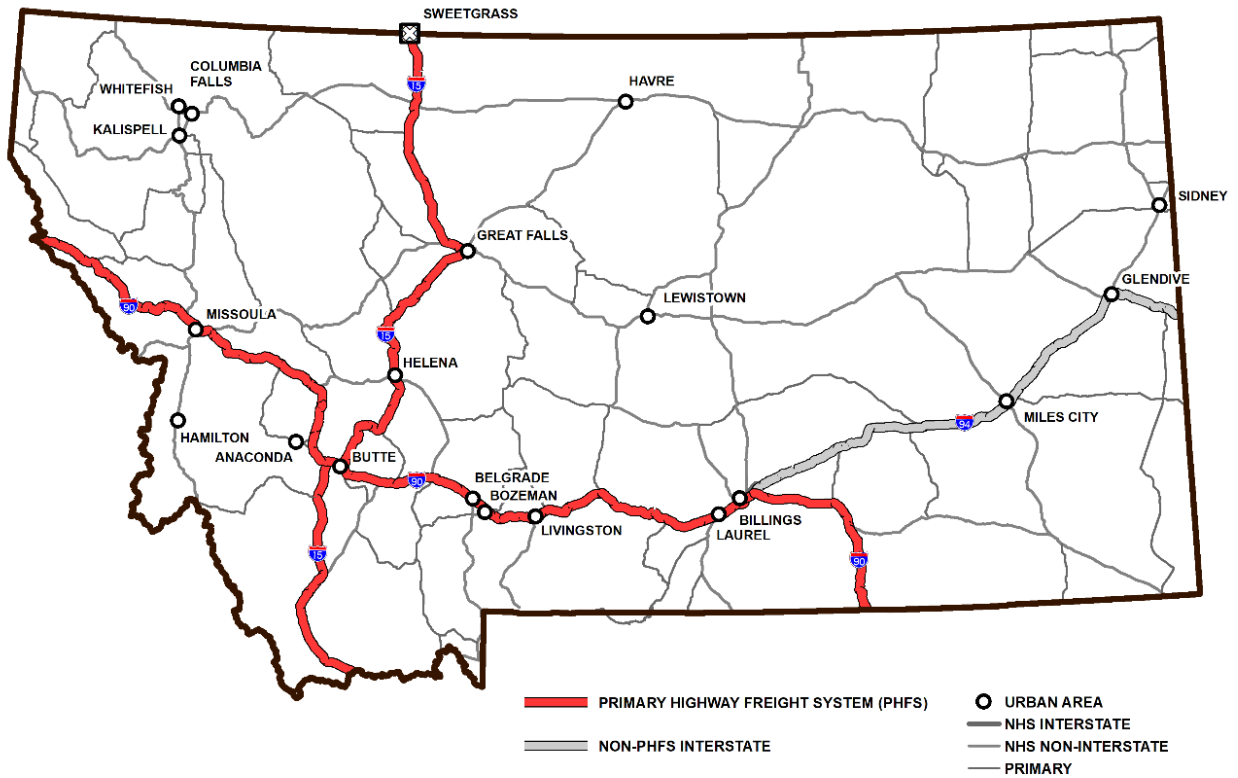 SWEETGRASS
COLUMBIA
FALLS
WHITEFISH
KALISPELL
15
HAVRE
SIDNEY
GREAT FALLS
GLENDIVE
90
MISSOULA
LEWISTOWN
15
HELENA
MILES CITY
94
HAMILTON
ANACONDA
BUTTE
90
BELGRADE
BOZEMAN
LIVINGSTON
BILLINGS
LAUREL
15
90
PRIMARY HIGHWAY FREIGHT SYSTEM (PHFS)
NON-PHFS INTERSTATE
URBAN AREA
NHS INTERSTATE
NHS NON-INTERSTATE
PRIMARY